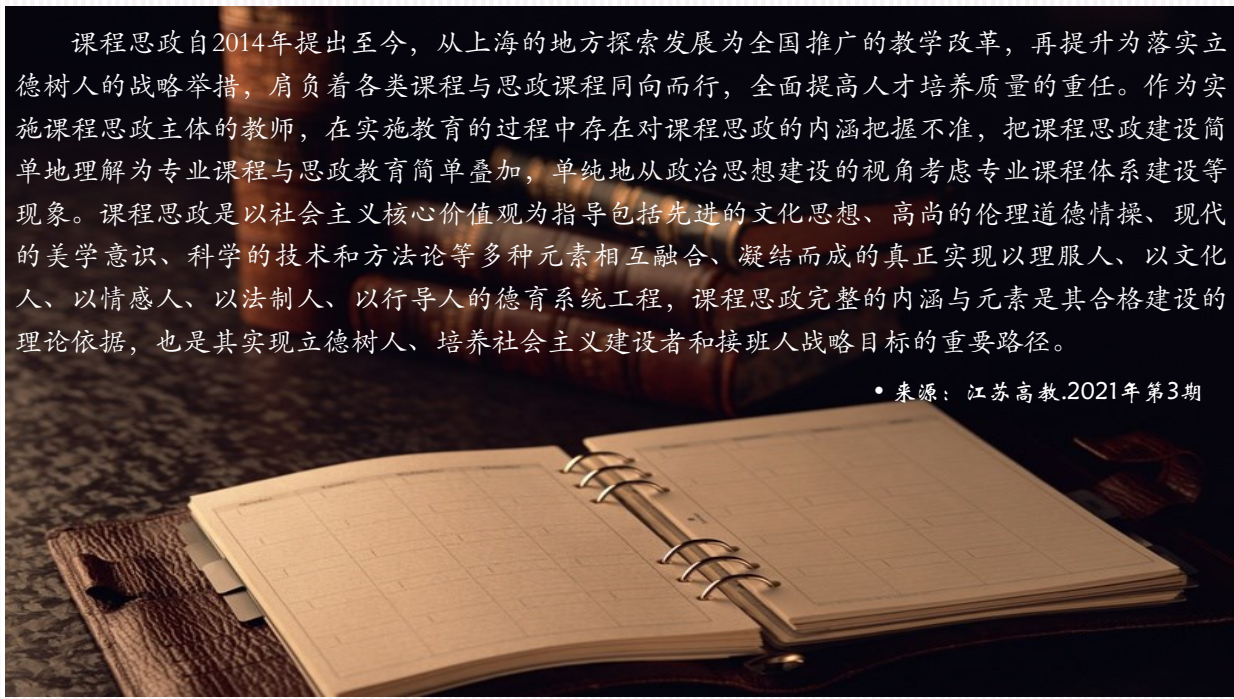 课程思政自2014年提出至今，从上海的地方探索发展为全国推广的教学改革，再提升为落实立
德树人的战略举措，肩负着各类课程与思政课程同向而行，全面提高人才培养质量的重任。作为实
施课程思政主体的教师，在实施教育的过程中存在对课程思政的内涵把握不准，把课程思政建设简
单地理解为专业课程与思政教育简单叠加，单纯地从政治思想建设的视角考虑专业课程体系建设等
现象。课程思政是以社会主义核心价值观为指导包括先进的文化思想、高尚的伦理道德情操、现代
的美学意识、科学的技术和方法论等多种元素相互融合、凝结而成的真正实现以理服人、以文化
人、以情感人、以法制人、以行导人的德育系统工程，课程思政完整的内涵与元素是其合格建设的
理论依据，也是其实现立德树人、培养社会主义建设者和接班人战略目标的重要路径。
• 来源：江苏高教.2021年第3期